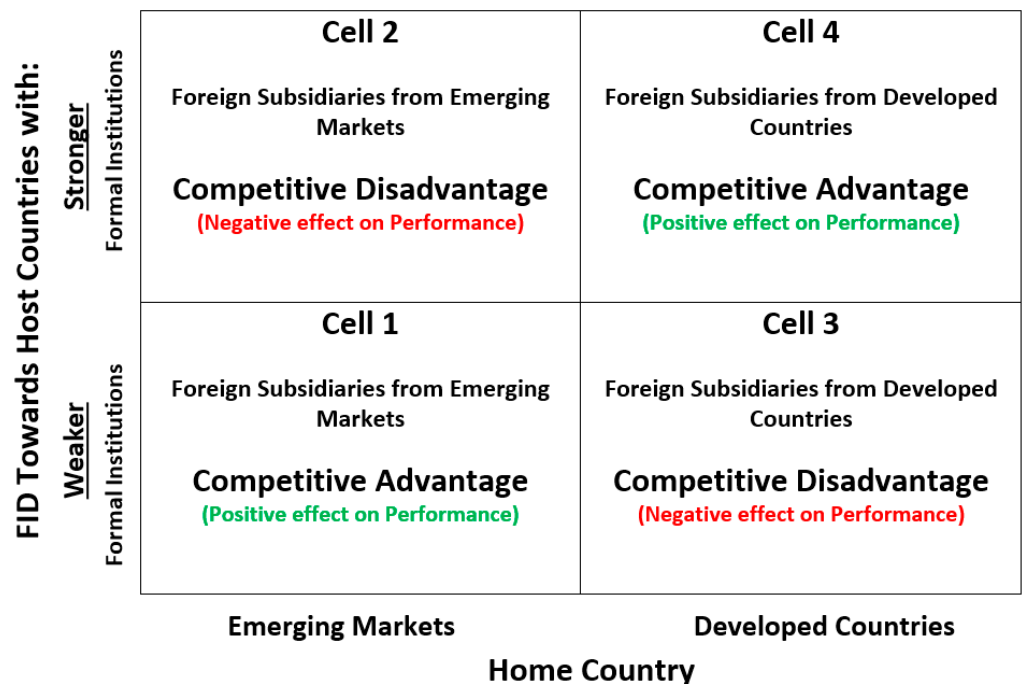 FID Towards Host Countries with:
Stronger
Formal Institutions
Cell 2
Foreign Subsidiaries from Emerging
Markets
Competitive Disadvantage
(Negative effect on Performance)
Cell 4
Foreign Subsidiaries from Developed
Countries
Competitive Advantage
(Positive effect on Performance)
Weaker
Formal Institutions
Cell 1
Foreign Subsidiaries from Emerging
Markets
Competitive Advantage
(Positive effect on Performance)
Cell 3
Foreign Subsidiaries from Developed
Countries
Competitive Disadvantage
(Negative effect on Performance)
Emerging Markets
Developed Countries
Home Country